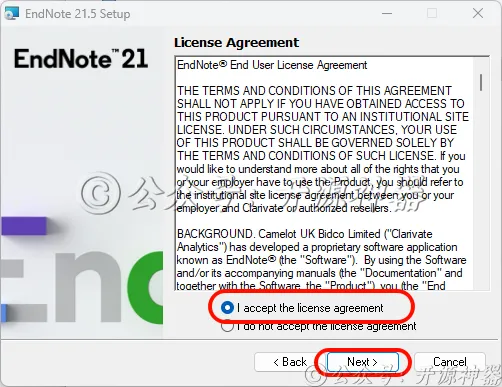 EndNote 21.5 Setup
EndNote™ 21
License Agreement
EndNote® End User License Agreement
THE TERMS AND CONDITIONS OF THIS AGREEMENT
SHALL NOT APPLY IF YOU HAVE OBTAINED ACCESS TO
THIS PRODUCT PURSUANT TO AN INSTITUTIONAL SITE
LICENSE. UNDER SUCH CIRCUMSTANCES, YOUR USE
OF THIS PRODUCT SHALL BE GOVERNED SOLELY BY
THE TERMS AND CONDITIONS OF SUCH LICENSE. If you
would like to understand more about all of the rights that you
or your employer have to use the Product, you should refer to
the institutional site license agreement between you or your
employer and Clarivate or authorized resellers.
公众号·开源神器
BACKGROUND. Camelot UK Bidco Limited ("Clarivate
Analytics") has developed a proprietary software application
known as EndNote® (the "Software"). By using the Software
and/or its accompanying manuals (the "Documentation" and
together with the Software, the "Product"), you (the "End
I accept the license agreement
I do not accept the license agreement
< Back
Next >
Cancel
公众号·开源神器